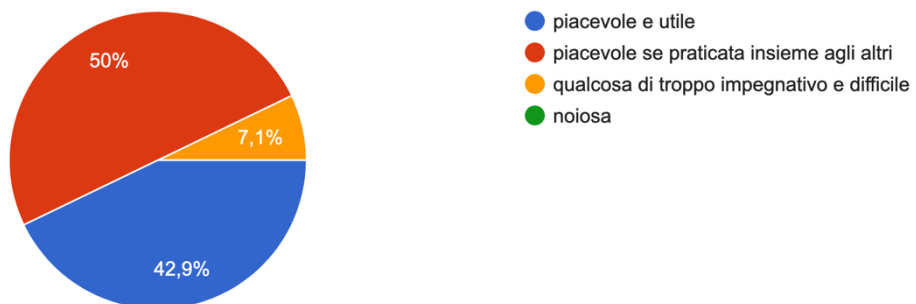 piacevole e utile
piacevole se praticata insieme agli altri
qualcosa di troppo impegnativo e difficile
noiosa
50%
7,1%
42,9%